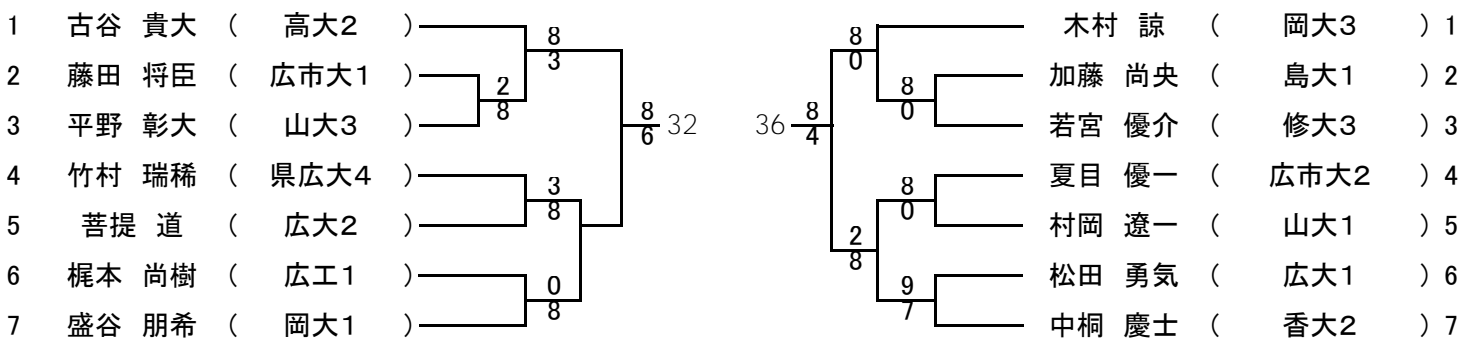 1 古谷 貴大 ( 高大2 )
2 藤田 将臣 ( 広市大1 )
3 平野 彰大 ( 山大3 )
4 竹村 瑞稀 ( 県広大4 )
5 菩提 道 ( 広大2 )
6 梶本 尚樹 ( 広工1 )
7 盛谷 朋希 ( 岡大1 )
8
3
2
8
3
8
0
8
8
6
32
36
8
4
8
0
8
0
8
0
2
8
9
7
木村 諒 ( 岡大3 ) 1
加藤 尚央 ( 島大1 ) 2
若宮 優介 ( 修大3 ) 3
夏目 優一 ( 広市大2 ) 4
村岡 遼一 ( 山大1 ) 5
松田 勇気 ( 広大1 ) 6
中桐 慶士 ( 香大2 ) 7